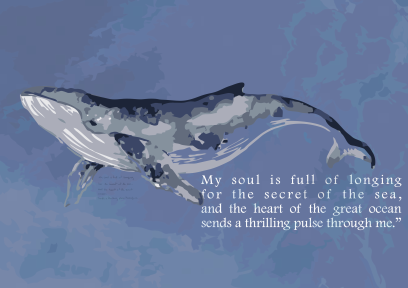 My soul is full of longing
for the secret of the sea,
and the heart of the great ocean
sends a thrilling pulse through me.”